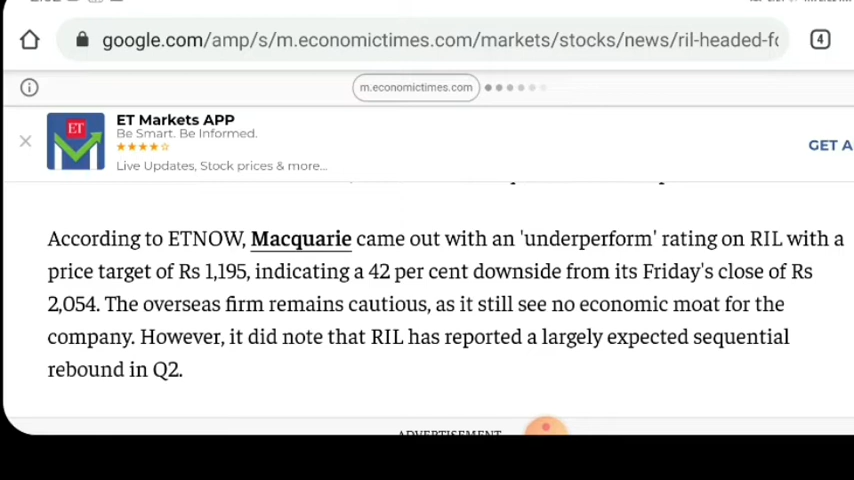 google.com/amp/s/m.economictimes.com/markets/stocks/news/ril-headed-fo
4
m.economictimes.com
ET
ET Markets APP
Be Smart. Be Informed.
Live Updates, Stock prices & more...
GET A
According to ETNOW, Macquarie came out with an 'underperform' rating on RIL with a
price target of Rs 1,195, indicating a 42 per cent downside from its Friday's close of Rs
2,054. The overseas firm remains cautious, as it still see no economic moat for the
company. However, it did note that RIL has reported a largely expected sequential
rebound in Q2.
ADVERTISEMENT